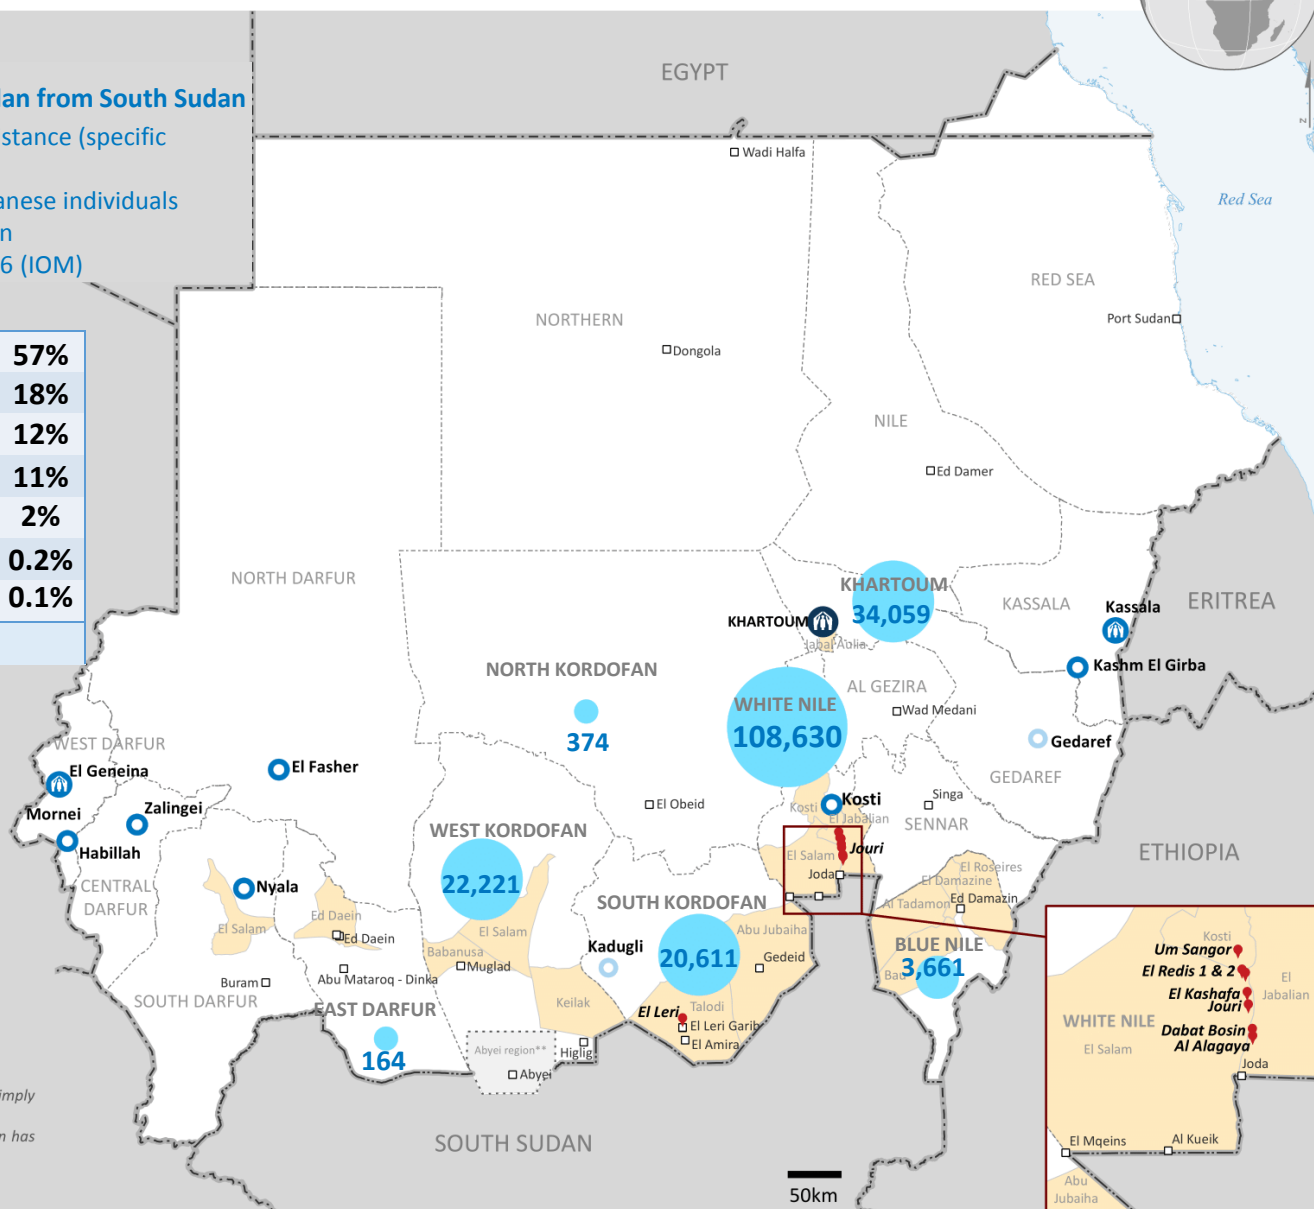 EGYPT
lan from South Sudan
stance (specific
anese individuals
n
6 (IOM)
57%
18%
12%
11%
2%
0.2%
0.1%
Wadi Halfa
Red Sea
RED SEA
Port Sudan
NORTHERN
Dongola
NILE
Ed Damer
NORTH DARFUR
KHARTOUM
34,059
KHARTOUM
Jabal Aulia
KASSALA
Kassala
ERITREA
Kashm El Girba
NORTH KORDOFAN
374
WHITE NILE
108,630
AL GEZIRA
Wad Medani
Gedaref
GEDAREF
WEST DARFUR
El Geneina
El Fasher
Mornei
Zalingei
Habillah
El Obeid
Kosti
Kosti
El Jabalian
Singa
SENNAR
WEST KORDOFAN
22,221
El Salam
Jouri
Joda
ETHIOPIA
CENTRAL
DARFUR
Nyala
El Salam
Ed Daein
Ed Daein
El Salam
Babanusa
Muglad
SOUTH KORDOFAN
20,611
Abu Jubaiha
Kadugli
Gedeid
El Roseires
El Damazine
Al Tadamon
Ed Damazin
BLUE NILE
3,661
Bau
Abu Mataroq - Dinka
Buram
SOUTH DARFUR
EAST DARFUR
164
Keilak
El Leri
Talodi
El Leri Garib
El Amira
Abyei region**
Higlig
Abyei
Kosti
Um Sangor
El Redis 1 & 2
El
Jabalian
El Kashafa
Jouri
WHITE NILE
Dabat Bosin
El Salam
Al Alagaya
Joda
El Mqeins
Al Kueik
Abu
Jubaiha
imply
n has
SOUTH SUDAN
50km
z